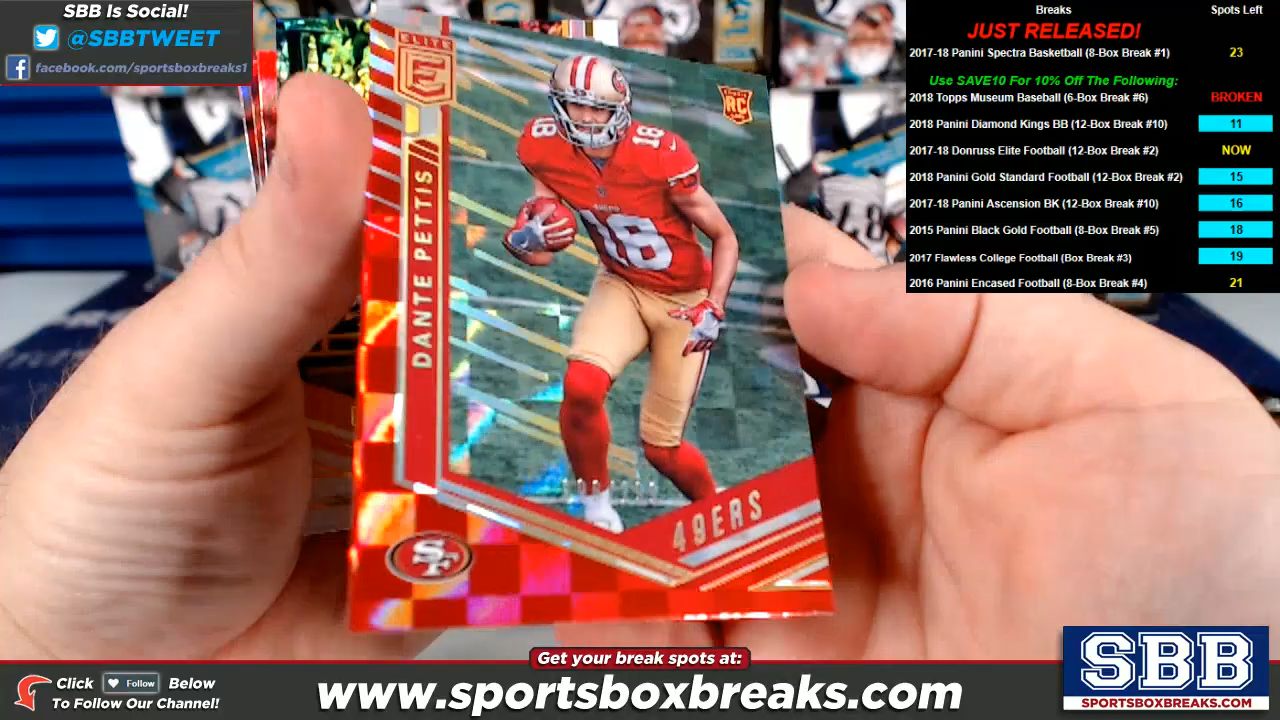 SBB Is Social!
@SBBTWEET
facebook.com/sportsboxbreaks1
Breaks Spots Left
JUST RELEASED!
2017-18 Panini Spectra Basketball (8-Box Break #1) 23
Use SAVE10 For 10% Off The Following:
2018 Topps Museum Baseball (6-Box Break #6) BROKEN
2018 Panini Diamond Kings BB (12-Box Break #10) 11
2017-18 Donruss Elite Football (12-Box Break #2) NOW
2018 Panini Gold Standard Football (12-Box Break #2) 15
2017-18 Panini Ascension BK (12-Box Break #10) 16
2015 Panini Black Gold Football (8-Box Break #5) 18
2017 Flawless College Football (Box Break #3) 19
2016 Panini Encased Football (8-Box Break #4) 21
ELITE
E
RC
18 18
18
DANTE PETTIS
49ERS
SF
Get your break spots at:
Click Follow Below
To Follow Our Channel!
www.sportsboxbreaks.com
SBB
SPORTSBOXBREAKS.COM